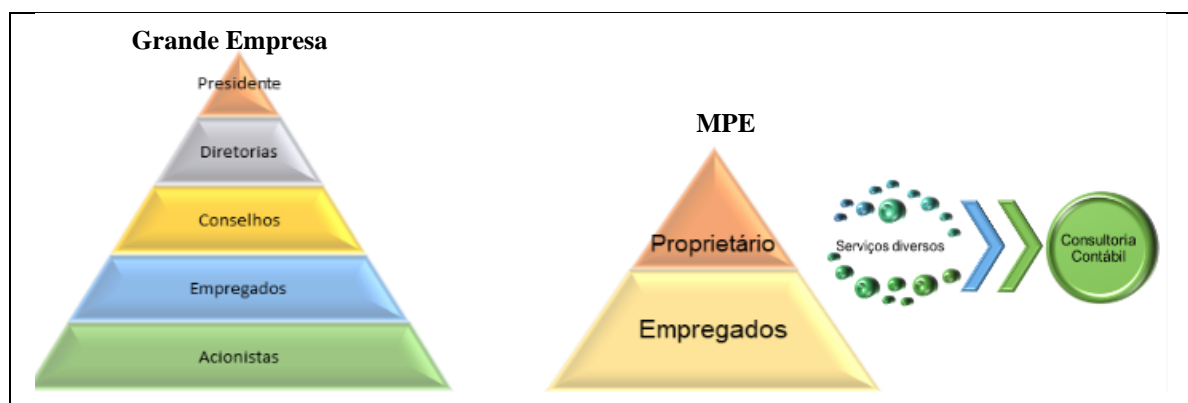 Grande Empresa
Presidente
Diretorias
Conselhos
Empregados
Acionistas
MPE
Proprietário
Empregados
Serviços diversos
Consultoria
Contábil